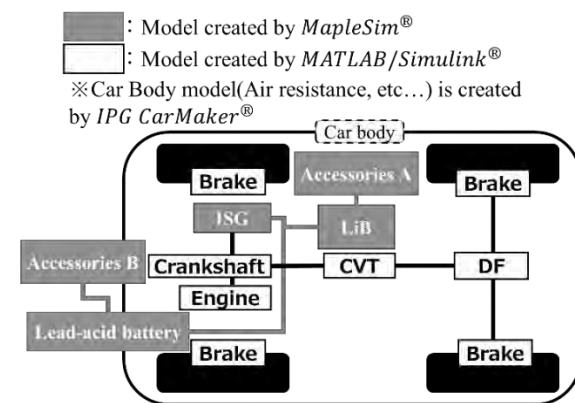 : Model created by MapleSim®
: Model created by MATLAB/Simulink®
※Car Body model(Air resistance, etc…) is created
by IPG CarMaker®
Car body
Brake
Accessories A
Brake
ISG
LiB
Accessories B
Crankshaft
CVT
DF
Engine
Lead-acid battery
Brake
Brake